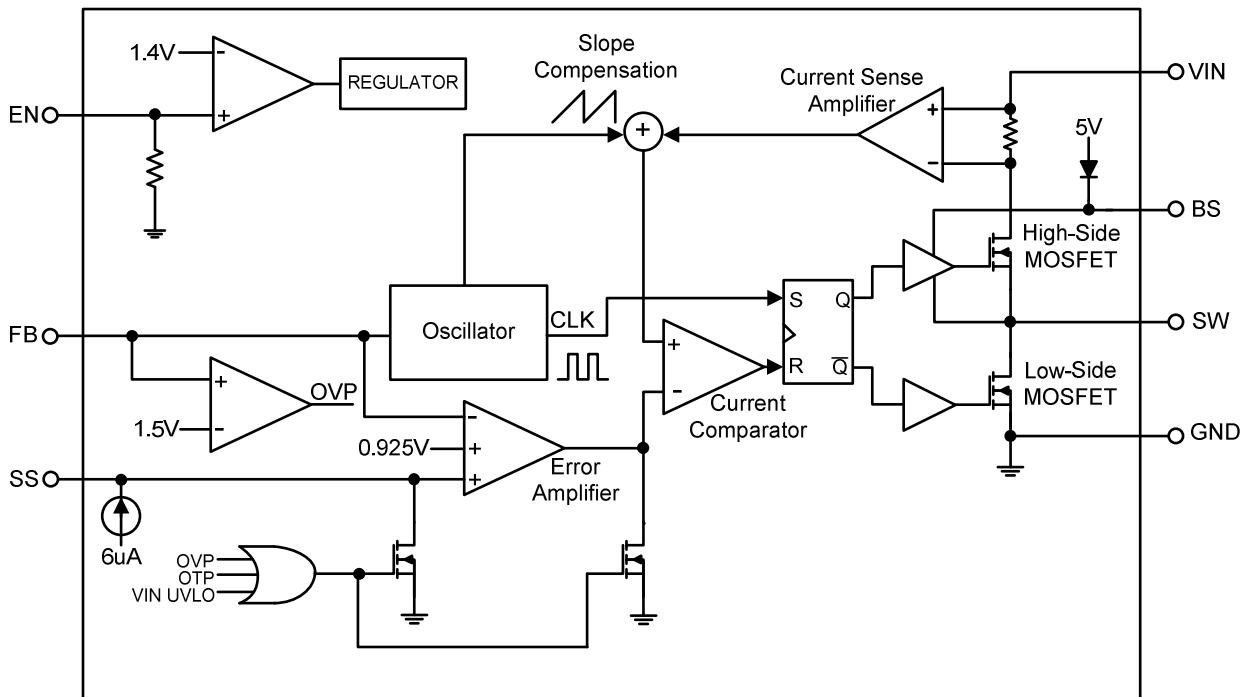 Slope
Compensation
Current Sense
Amplifier
VIN
1.4V
-
REGULATOR
EN
+
+
+
-
5V
BS
High-Side
MOSFET
S
Q
FB
Oscillator
CLK
SW
+
-
R
Q̅
Low-Side
MOSFET
+
OVP
1.5V
-
-
0.925V
+
Current
Comparator
GND
SS
+
Error
Amplifier
6uA
OVP
OTP
VIN UVLO